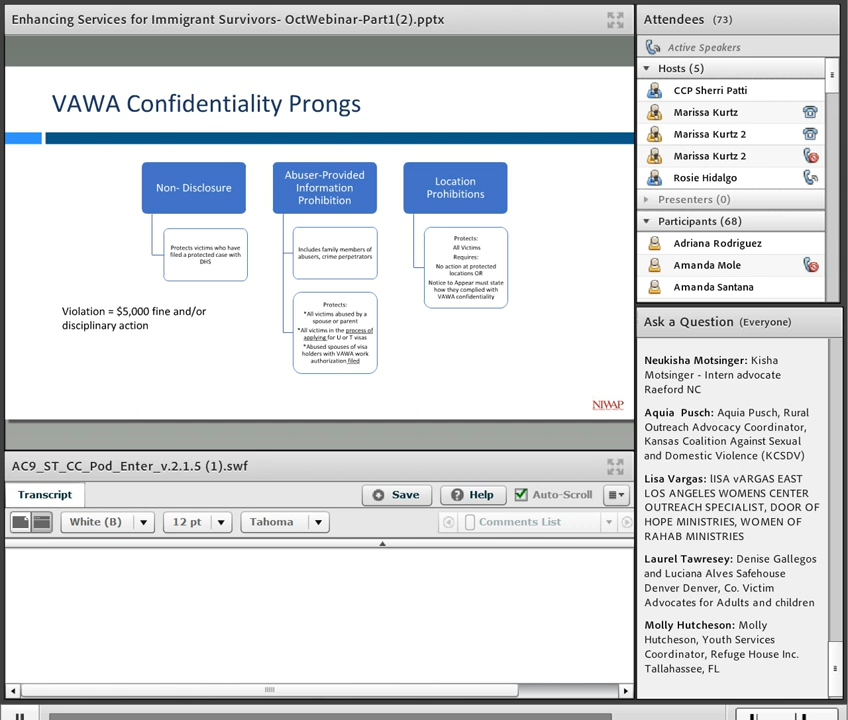 Enhancing Services for Immigrant Survivors- OctWebinar-Part1(2).pptx
VAWA Confidentiality Prongs
Non- Disclosure
Protects victims who have
filed a protected case with
DHS
Abuser-Provided
Information
Prohibition
Includes family members of
abusers, crime perpetrators
Protects:
*All victims abused by a
spouse or parent
*All victims in the process of
applying for U or T visas
*Abused spouses of visa
holders with VAWA work
authorization filed
Location
Prohibitions
Protects:
All Victims
Requires:
No action at protected
locations OR
Notice to Appear must state
how they complied with
VAWA confidentiality
Violation = $5,000 fine and/or
disciplinary action
NIWAP
AC9_ST_CC_Pod_Enter_v.2.1.5 (1).swf
Transcript
Save
Help
Auto-Scroll
White (B)
12 pt
Tahoma
Comments List
Attendees (73)
Active Speakers
Hosts (5)
CCP Sherri Patti
Marissa Kurtz
Marissa Kurtz 2
Marissa Kurtz 2
Rosie Hidalgo
Presenters (0)
Participants (68)
Adriana Rodriguez
Amanda Mole
Amanda Santana
Ask a Question (Everyone)
Neukisha Motsinger: Kisha
Motsinger - Intern advocate
Raeford NC
Aquia Pusch: Aquia Pusch, Rural
Outreach Advocacy Coordinator,
Kansas Coalition Against Sexual
and Domestic Violence (KCSDV)
Lisa Vargas: lISA vARGAS EAST
LOS ANGELES WOMENS CENTER
OUTREACH SPECIALIST, DOOR OF
HOPE MINISTRIES, WOMEN OF
RAHAB MINISTRIES
Laurel Tawresey: Denise Gallegos
and Luciana Alves Safehouse
Denver Denver, Co. Victim
Advocates for Adults and children
Molly Hutcheson: Molly
Hutcheson, Youth Services
Coordinator, Refuge House Inc.
Tallahassee, FL